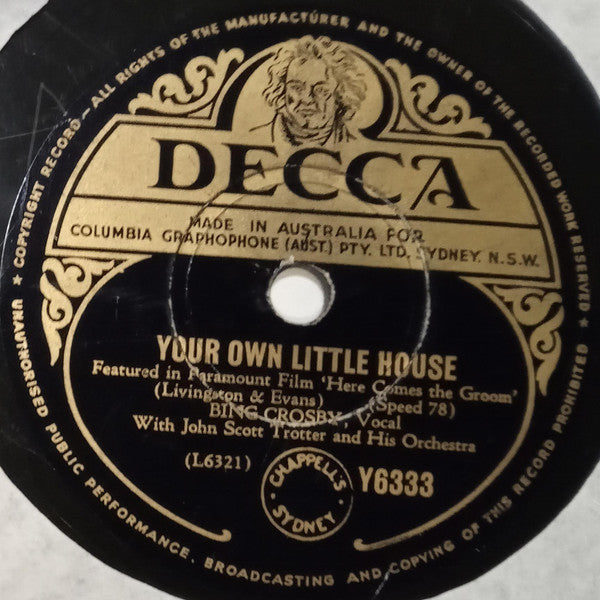 COPYRIGHT RECORD — ALL RIGHTS OF THE MANUFACTURER AND THE OWNER OF THE RECORDED WORK RESERVED ★ UNAUTHORISED PUBLIC PERFORMANCE, BROADCASTING AND COPYING OF THIS RECORD PROHIBITED ★
DECCA
MADE IN AUSTRALIA FOR
COLUMBIA GRAPHOPHONE (AUST.) PTY. LTD. SYDNEY. N.S.W.
YOUR OWN LITTLE HOUSE
Featured in Paramount Film 'Here Comes the Groom'
(Livingston & Evans) (Speed 78)
BING CROSBY, Vocal
With John Scott Trotter and His Orchestra
(L6321)
CHAPPELL'S
SYDNEY
Y6333